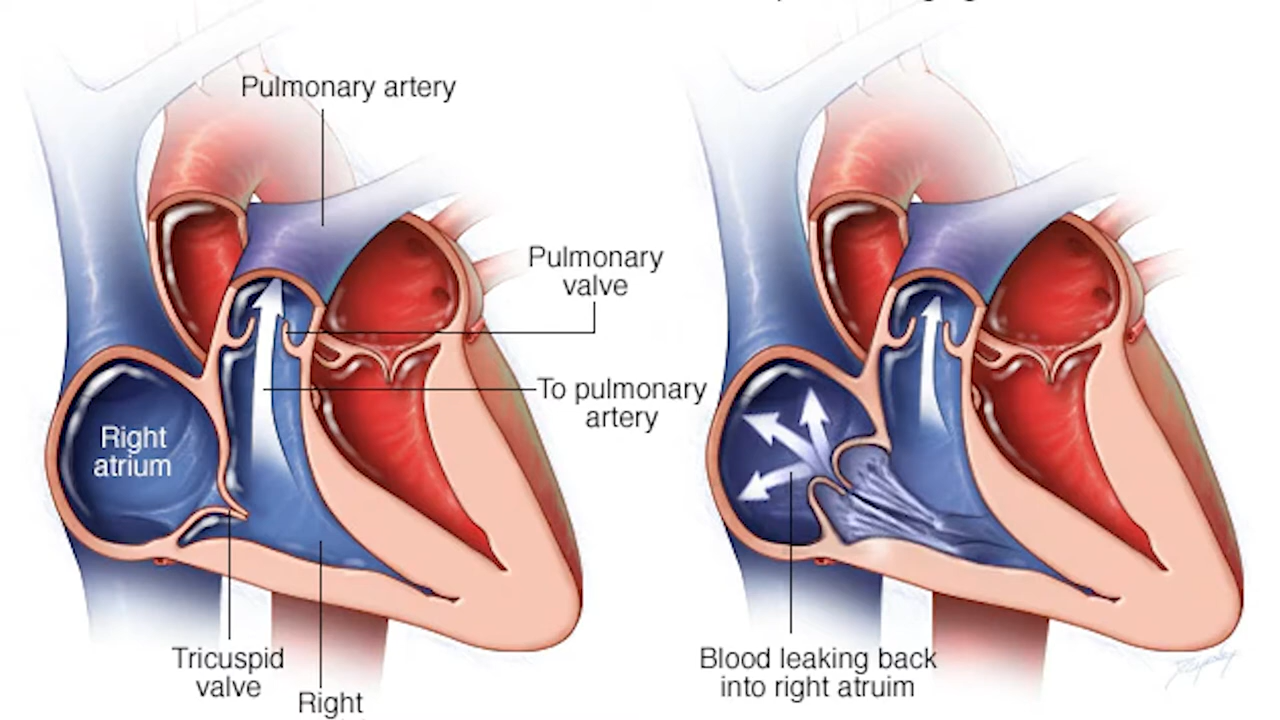 Pulmonary artery
Pulmonary
valve
To pulmonary
artery
Right
atrium
Tricuspid
valve
Right
Blood leaking back
into right atruim